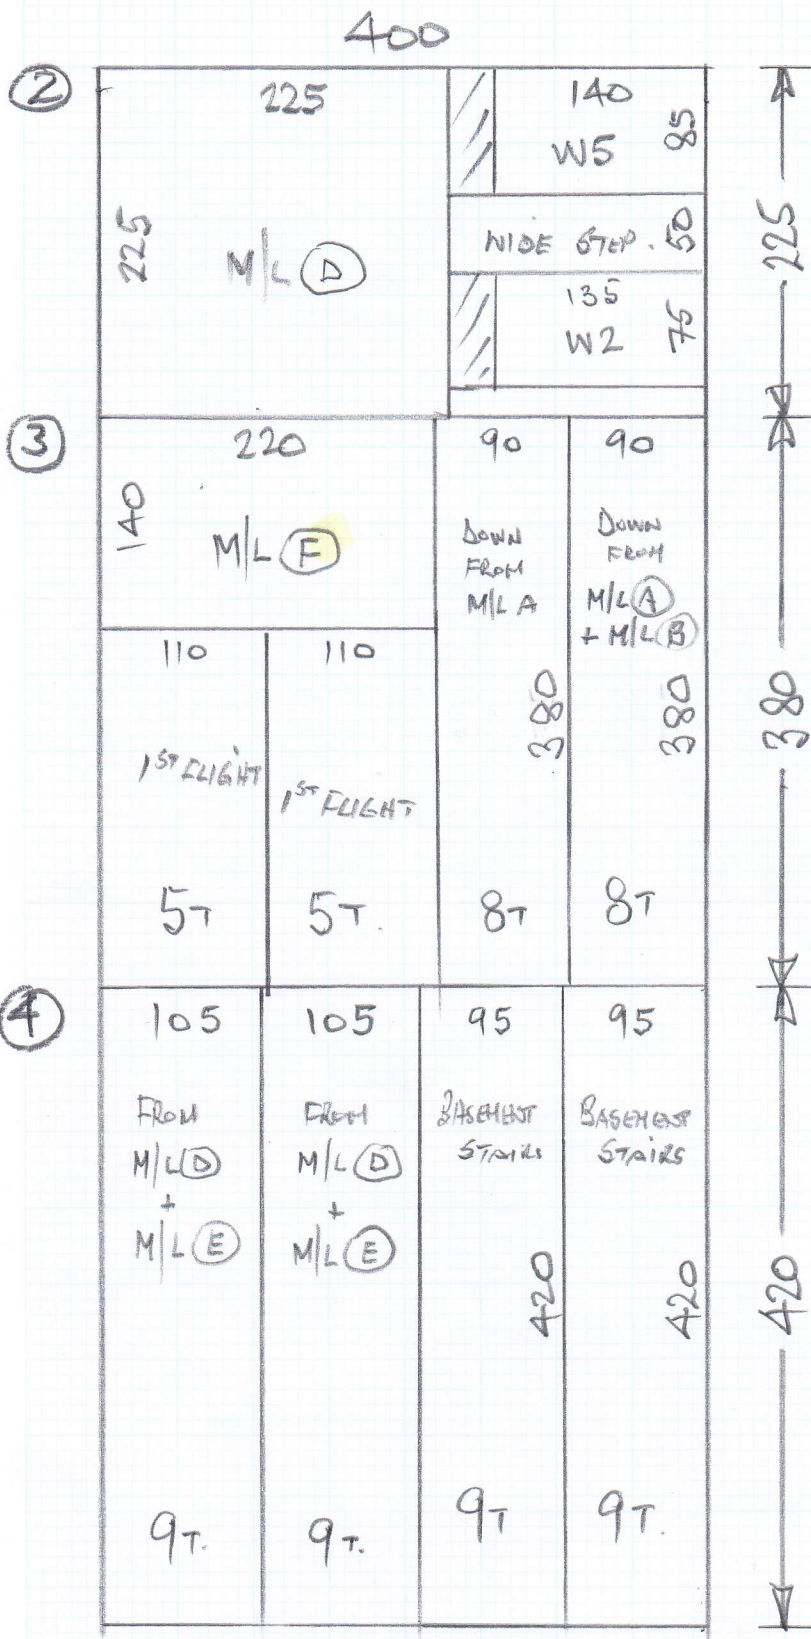 400
2
225
140
W5
85
225
M/L D
WIDE STEP. 50
135
W2
75
225
3
220
140
M/L F
90
DOWN
FROM
M/L A
380
8T
90
DOWN
FROM
M/L A
+ M/L B
380
8T
380
110
1ST FLIGHT
5T
110
1ST FLIGHT
5T.
4
105
FROM
M/L D
+
M/L E
9T.
105
FROM
M/L D
+
M/L E
9T.
95
BASEMENT
STAIRS
420
9T
95
BASEMENT
STAIRS
420
9T.
420